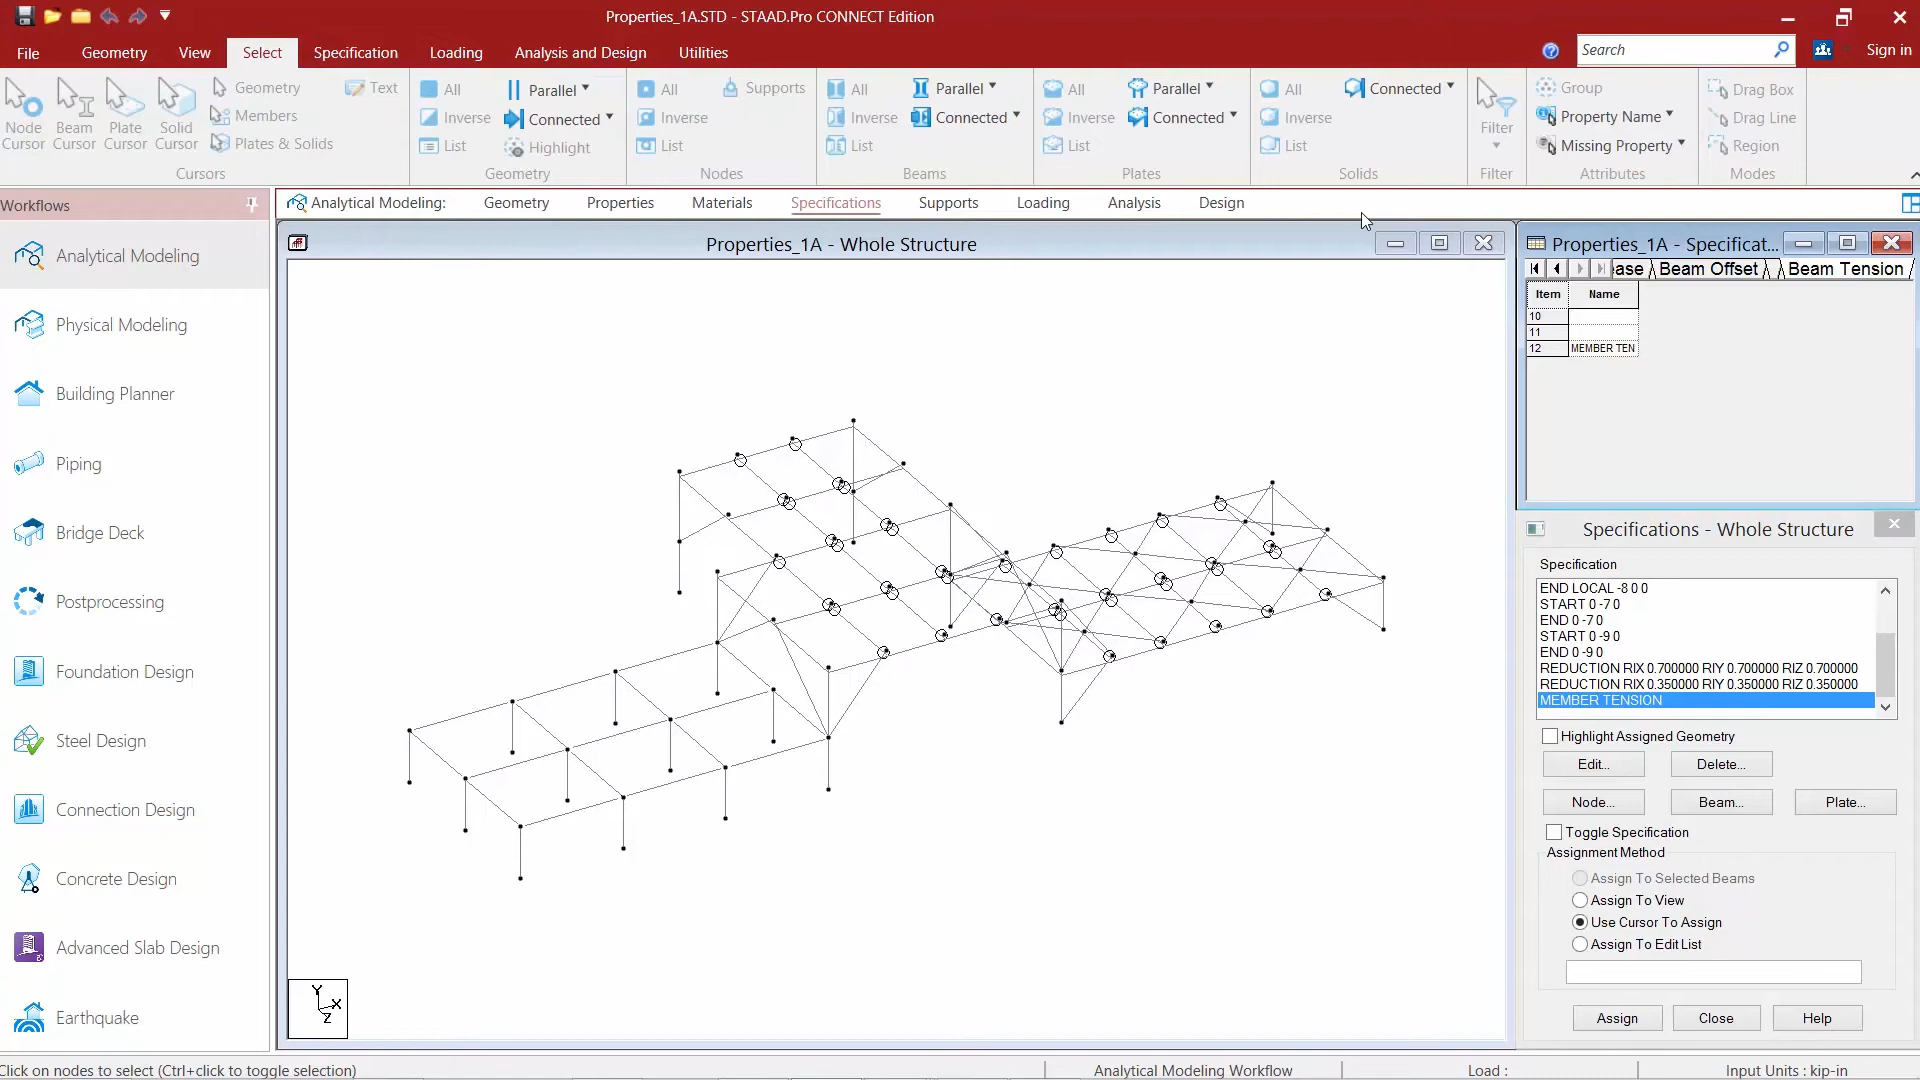 Properties_1A.STD - STAAD.Pro CONNECT Edition
File
Geometry
View
Select
Specification
Loading
Analysis and Design
Utilities
Search
Sign in
Node Cursor
Beam Cursor
Plate Cursor
Solid Cursor
Geometry
Members
Plates & Solids
Text
Cursors
All
Inverse
List
Parallel
Connected
Highlight
Geometry
All
Inverse
List
Supports
Nodes
All
Inverse
List
Parallel
Connected
Beams
All
Inverse
List
Parallel
Connected
Plates
All
Inverse
List
Connected
Solids
Filter
Filter
Group
Property Name
Missing Property
Attributes
Drag Box
Drag Line
Region
Modes
Workflows
Analytical Modeling
Physical Modeling
Building Planner
Piping
Bridge Deck
Postprocessing
Foundation Design
Steel Design
Connection Design
Concrete Design
Advanced Slab Design
Earthquake
Analytical Modeling:
Geometry
Properties
Materials
Specifications
Supports
Loading
Analysis
Design
Properties_1A - Whole Structure
Y
X
Z
Properties_1A - Specificat...
ease
Beam Offset
Beam Tension
Item Name
10
11
12 MEMBER TEN
Specifications - Whole Structure
Specification
END LOCAL -8 0 0
START 0 -7 0
END 0 -7 0
START 0 -9 0
END 0 -9 0
REDUCTION RIX 0.700000 RIY 0.700000 RIZ 0.700000
REDUCTION RIX 0.350000 RIY 0.350000 RIZ 0.350000
MEMBER TENSION
Highlight Assigned Geometry
Edit...
Delete...
Node...
Beam...
Plate...
Toggle Specification
Assignment Method
Assign To Selected Beams
Assign To View
Use Cursor To Assign
Assign To Edit List
Assign
Close
Help
Click on nodes to select (Ctrl+click to toggle selection)
Analytical Modeling Workflow
Load :
Input Units : kip-in